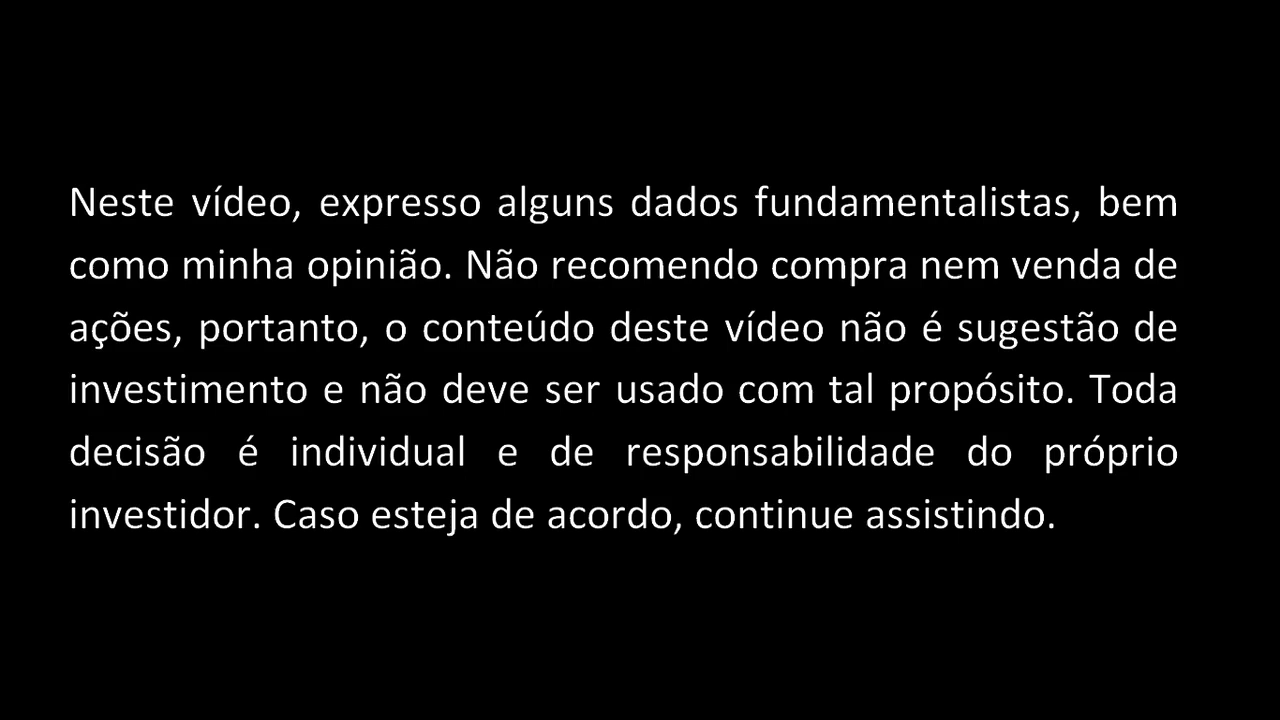 Neste vídeo, expresso alguns dados fundamentalistas, bem
como minha opinião. Não recomendo compra nem venda de
ações, portanto, o conteúdo deste vídeo não é sugestão de
investimento e não deve ser usado com tal propósito. Toda
decisão é individual e de responsabilidade do próprio
investidor. Caso esteja de acordo, continue assistindo.